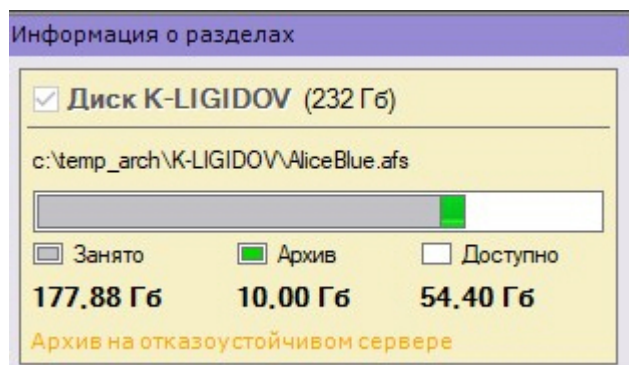 Информация о разделах
Диск K-LIGIDOV (232 Гб)
c:\temp_arch\K-LIGIDOV\AliceBlue.afs
Занято Архив Доступно
177.88 Гб 10.00 Гб 54.40 Гб
Архив на отказоустойчивом сервере